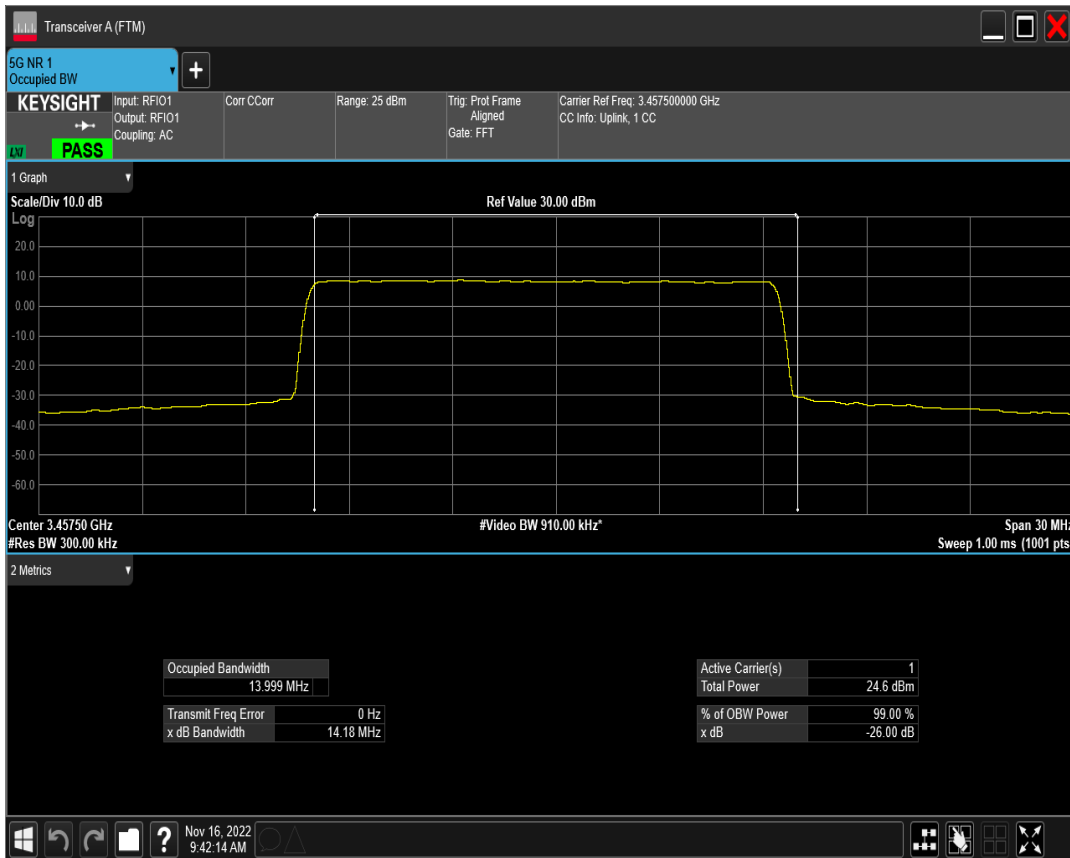 Transceiver A (FTM)
5G NR 1
Occupied BW
+
KEYSIGHT
LXI
PASS
Input: RFIO1
Output: RFIO1
Coupling: AC
Corr CCorr
Range: 25 dBm
Trig: Prot Frame
Aligned
Gate: FFT
Carrier Ref Freq: 3.457500000 GHz
CC Info: Uplink, 1 CC
1 Graph
Scale/Div 10.0 dB
Ref Value 30.00 dBm
Log
20.0
10.0
0.00
-10.0
-20.0
-30.0
-40.0
-50.0
-60.0
Center 3.45750 GHz
#Video BW 910.00 kHz*
Span 30 MHz
#Res BW 300.00 kHz
Sweep 1.00 ms (1001 pts
2 Metrics
Occupied Bandwidth
13.999 MHz
Transmit Freq Error 0 Hz
x dB Bandwidth 14.18 MHz
Active Carrier(s) 1
Total Power 24.6 dBm
% of OBW Power 99.00 %
x dB -26.00 dB
?
Nov 16, 2022
9:42:14 AM